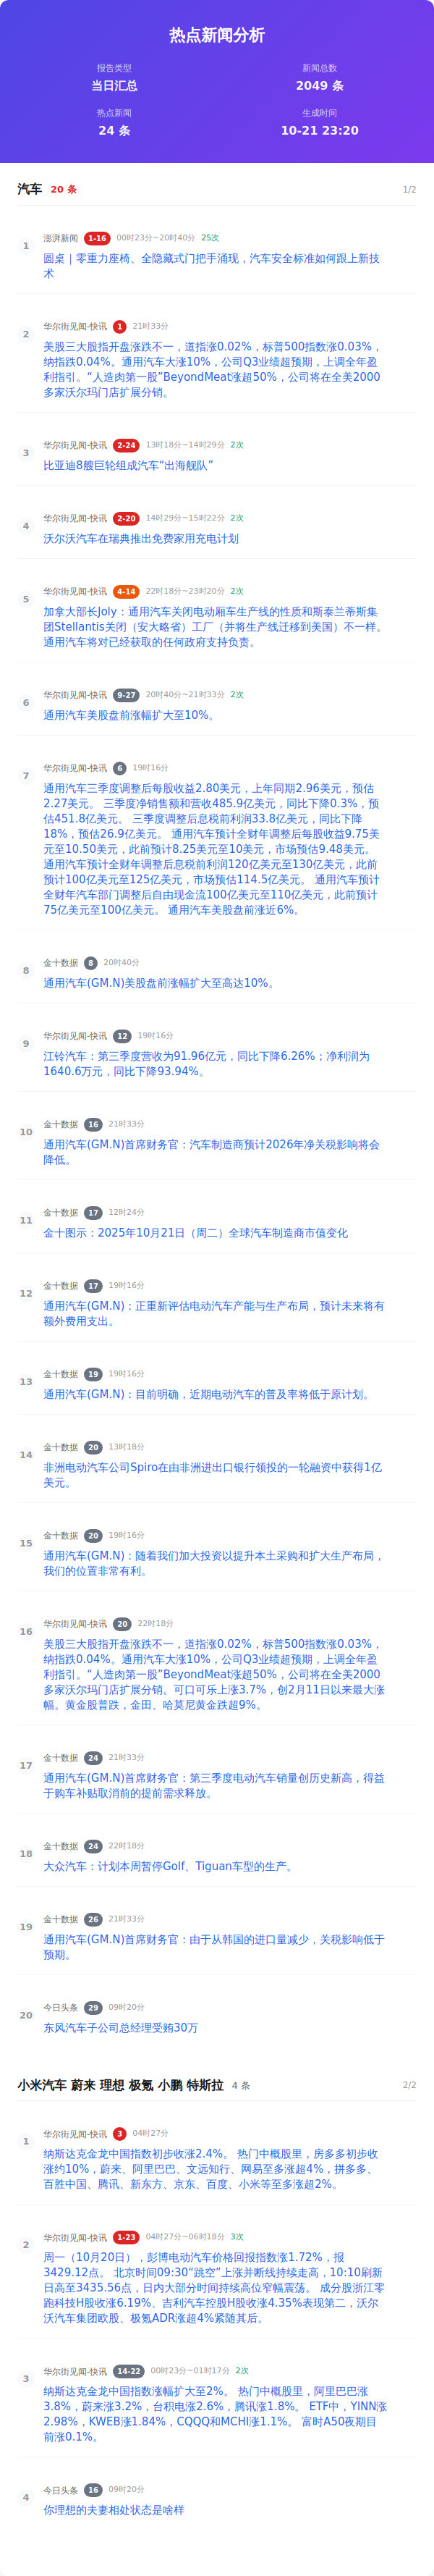 热点新闻分析
报告类型
当日汇总
新闻总数
2049 条
热点新闻
24 条
生成时间
10-21 23:20
汽车 20 条 1/2
1 澎湃新闻 1-16 00时23分~20时40分 25次
圆桌｜零重力座椅、全隐藏式门把手涌现，汽车安全标准如何跟上新技
术
2 华尔街见闻-快讯 1 21时33分
美股三大股指开盘涨跌不一，道指涨0.02%，标普500指数涨0.03%，
纳指跌0.04%。通用汽车大涨10%，公司Q3业绩超预期，上调全年盈
利指引。“人造肉第一股”BeyondMeat涨超50%，公司将在全美2000
多家沃尔玛门店扩展分销。
3 华尔街见闻-快讯 2-24 13时18分~14时29分 2次
比亚迪8艘巨轮组成汽车“出海舰队”
4 华尔街见闻-快讯 2-20 14时29分~15时22分 2次
沃尔沃汽车在瑞典推出免费家用充电计划
5 华尔街见闻-快讯 4-14 22时18分~23时20分 2次
加拿大部长Joly：通用汽车关闭电动厢车生产线的性质和斯泰兰蒂斯集
团Stellantis关闭（安大略省）工厂（并将生产线迁移到美国）不一样。
通用汽车将对已经获取的任何政府支持负责。
6 华尔街见闻-快讯 9-27 20时40分~21时33分 2次
通用汽车美股盘前涨幅扩大至10%。
7 华尔街见闻-快讯 6 19时16分
通用汽车三季度调整后每股收益2.80美元，上年同期2.96美元，预估
2.27美元。 三季度净销售额和营收485.9亿美元，同比下降0.3%，预
估451.8亿美元。 三季度调整后息税前利润33.8亿美元，同比下降
18%，预估26.9亿美元。 通用汽车预计全财年调整后每股收益9.75美
元至10.50美元，此前预计8.25美元至10美元，市场预估9.48美元。
通用汽车预计全财年调整后息税前利润120亿美元至130亿美元，此前
预计100亿美元至125亿美元，市场预估114.5亿美元。 通用汽车预计
全财年汽车部门调整后自由现金流100亿美元至110亿美元，此前预计
75亿美元至100亿美元。 通用汽车美股盘前涨近6%。
8 金十数据 8 20时40分
通用汽车(GM.N)美股盘前涨幅扩大至高达10%。
9 华尔街见闻-快讯 12 19时16分
江铃汽车：第三季度营收为91.96亿元，同比下降6.26%；净利润为
1640.6万元，同比下降93.94%。
10 金十数据 16 21时33分
通用汽车(GM.N)首席财务官：汽车制造商预计2026年净关税影响将会
降低。
11 金十数据 17 12时24分
金十图示：2025年10月21日（周二）全球汽车制造商市值变化
12 金十数据 17 19时16分
通用汽车(GM.N)：正重新评估电动汽车产能与生产布局，预计未来将有
额外费用支出。
13 金十数据 19 19时16分
通用汽车(GM.N)：目前明确，近期电动汽车的普及率将低于原计划。
14 金十数据 20 13时18分
非洲电动汽车公司Spiro在由非洲进出口银行领投的一轮融资中获得1亿
美元。
15 金十数据 20 19时16分
通用汽车(GM.N)：随着我们加大投资以提升本土采购和扩大生产布局，
我们的位置非常有利。
16 华尔街见闻-快讯 20 22时18分
美股三大股指开盘涨跌不一，道指涨0.02%，标普500指数涨0.03%，
纳指跌0.04%。通用汽车大涨10%，公司Q3业绩超预期，上调全年盈
利指引。“人造肉第一股”BeyondMeat涨超50%，公司将在全美2000
多家沃尔玛门店扩展分销。可口可乐上涨3.7%，创2月11日以来最大涨
幅。黄金股普跌，金田、哈莫尼黄金跌超9%。
17 金十数据 24 21时33分
通用汽车(GM.N)首席财务官：第三季度电动汽车销量创历史新高，得益
于购车补贴取消前的提前需求释放。
18 金十数据 24 22时18分
大众汽车：计划本周暂停Golf、Tiguan车型的生产。
19 金十数据 26 21时33分
通用汽车(GM.N)首席财务官：由于从韩国的进口量减少，关税影响低于
预期。
20 今日头条 29 09时20分
东风汽车子公司总经理受贿30万
小米汽车 蔚来 理想 极氪 小鹏 特斯拉 4 条 2/2
1 华尔街见闻-快讯 3 04时27分
纳斯达克金龙中国指数初步收涨2.4%。 热门中概股里，房多多初步收
涨约10%，蔚来、阿里巴巴、文远知行、网易至多涨超4%，拼多多、
百胜中国、腾讯、新东方、京东、百度、小米等至多涨超2%。
2 华尔街见闻-快讯 1-23 04时27分~06时18分 3次
周一（10月20日），彭博电动汽车价格回报指数涨1.72%，报
3429.12点。 北京时间09:30“跳空”上涨并断线持续走高，10:10刷新
日高至3435.56点，日内大部分时间持续高位窄幅震荡。 成分股浙江零
跑科技H股收涨6.19%、吉利汽车控股H股收涨4.35%表现第二，沃尔
沃汽车集团欧股、极氪ADR涨超4%紧随其后。
3 华尔街见闻-快讯 14-22 00时23分~01时17分 2次
纳斯达克金龙中国指数涨幅扩大至2%。 热门中概股里，阿里巴巴涨
3.8%，蔚来涨3.2%，台积电涨2.6%，腾讯涨1.8%。 ETF中，YINN涨
2.98%，KWEB涨1.84%，CQQQ和MCHI涨1.1%。 富时A50夜期目
前涨0.1%。
4 今日头条 16 09时20分
你理想的夫妻相处状态是啥样